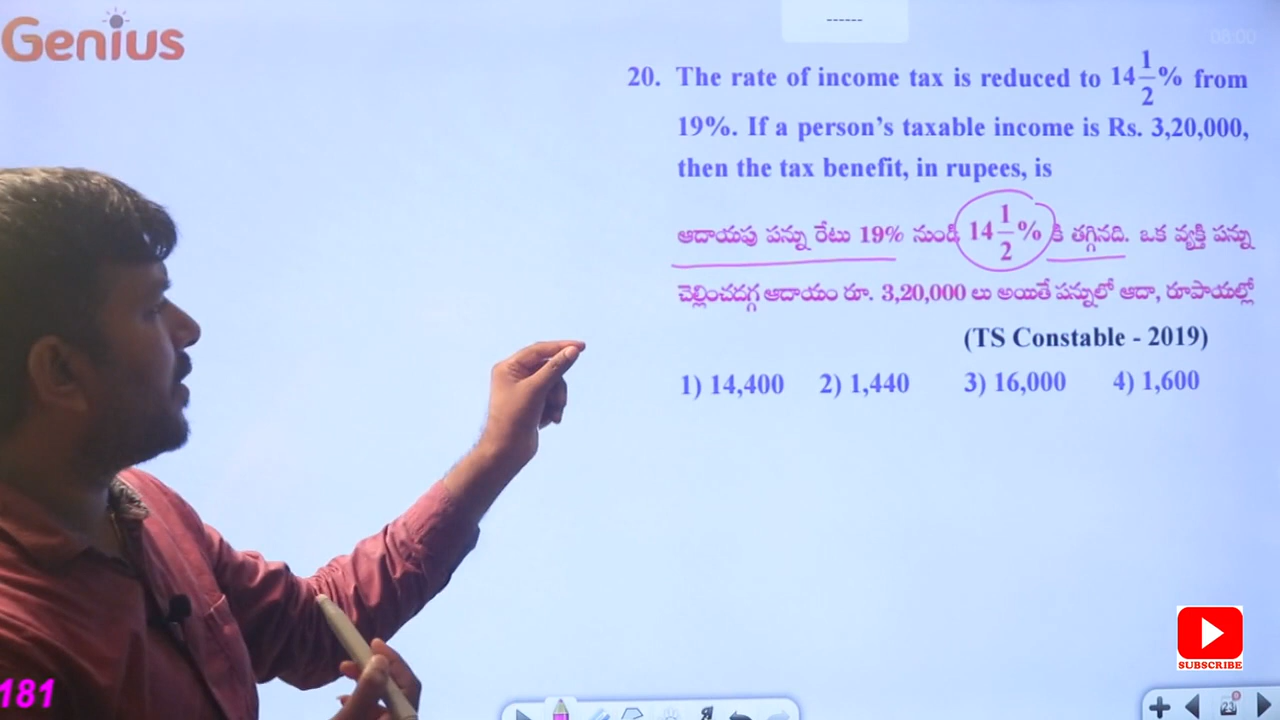 Genius
------
08:00
20. The rate of income tax is reduced to 14 1/2 % from
19%. If a person's taxable income is Rs. 3,20,000,
then the tax benefit, in rupees, is
ఆదాయపు పన్ను రేటు 19% నుండి 14 1/2 % కి తగ్గినది. ఒక వ్యక్తి పన్ను
చెల్లించదగ్గ ఆదాయం రూ. 3,20,000 లు అయితే పన్నులో ఆదా, రూపాయల్లో
(TS Constable - 2019)
1) 14,400 2) 1,440 3) 16,000 4) 1,600
SUBSCRIBE
181
23